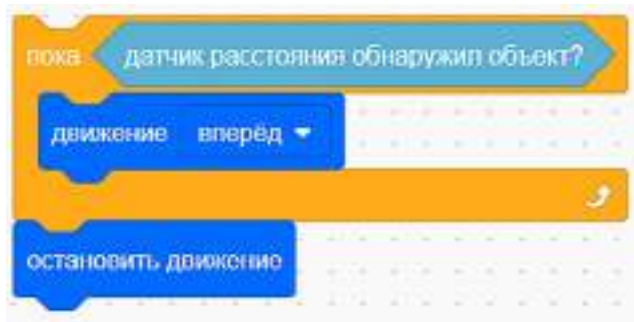 пока датчик расстояния обнаружил объект?
движение вперёд
остановить движение